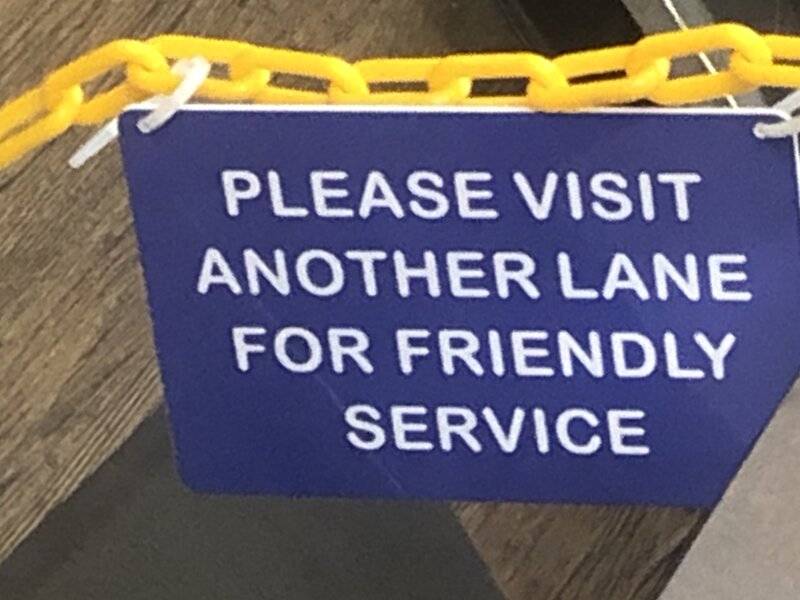 PLEASE VISIT
ANOTHER LANE
FOR FRIENDLY
SERVICE